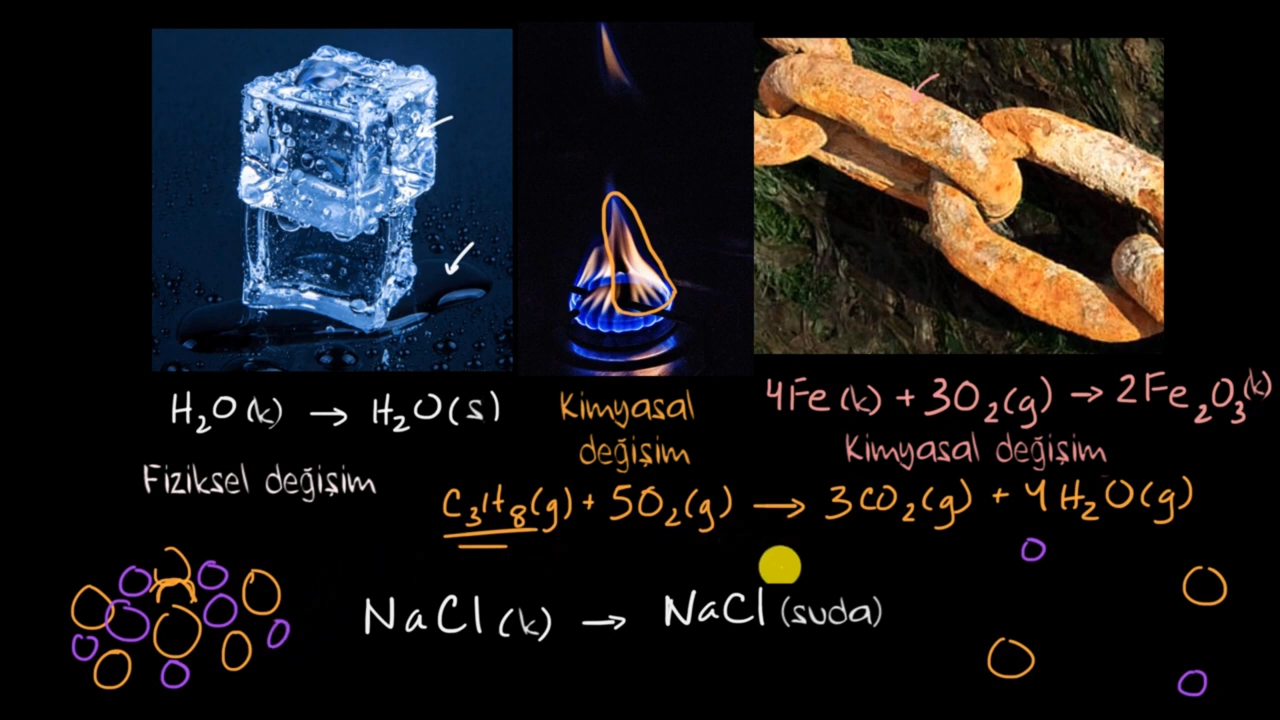 H₂O(k) → H₂O(s)
Fiziksel değişim
Kimyasal
değişim
4Fe(k) + 3O₂(g) → 2Fe₂O₃(k)
Kimyasal değişim
C₃H₈(g) + 5O₂(g) → 3CO₂(g) + 4H₂O(g)
NaCl(k) → NaCl(suda)